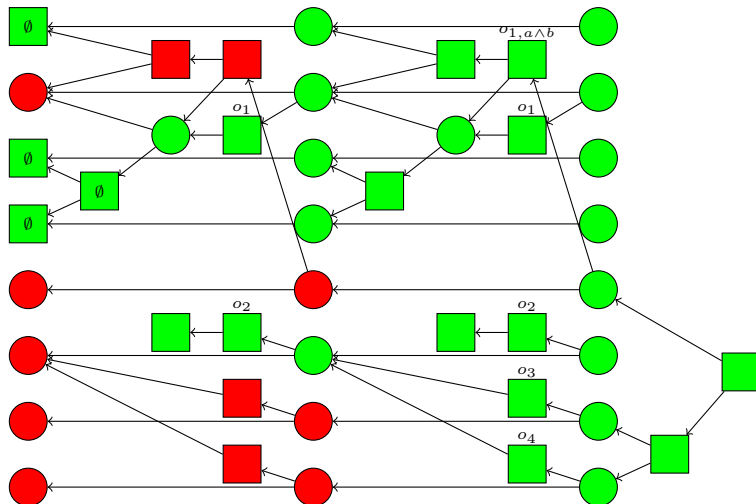 ∅
o₁,ₐ∧b
o₁ o₁
∅
∅
∅
o₂ o₂
o₃
o₄